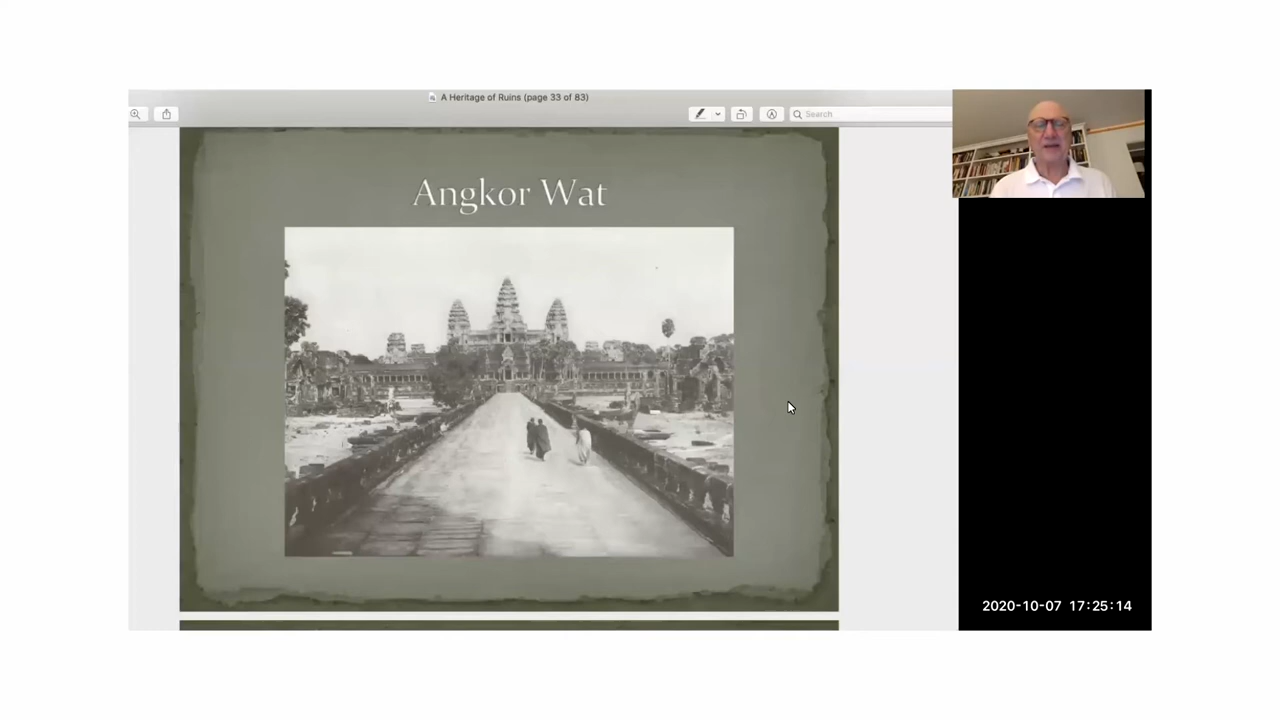 A Heritage of Ruins (page 33 of 83)
Search
Angkor Wat
2020-10-07 17:25:14